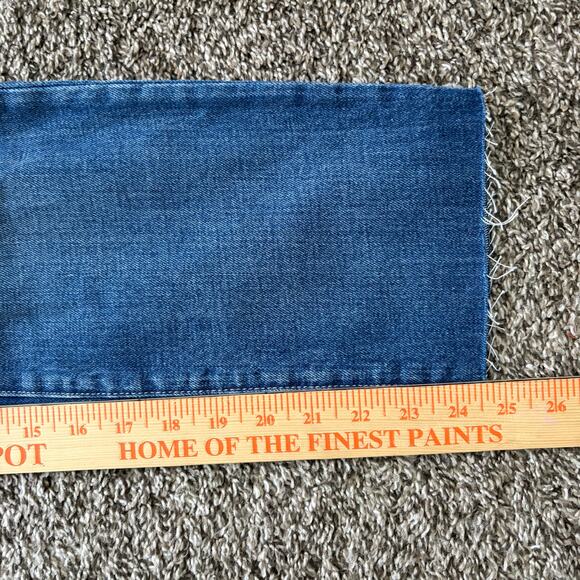 15 16 17 18 19 20 21 22 23 24 25 26
POT HOME OF THE FINEST PAINTS